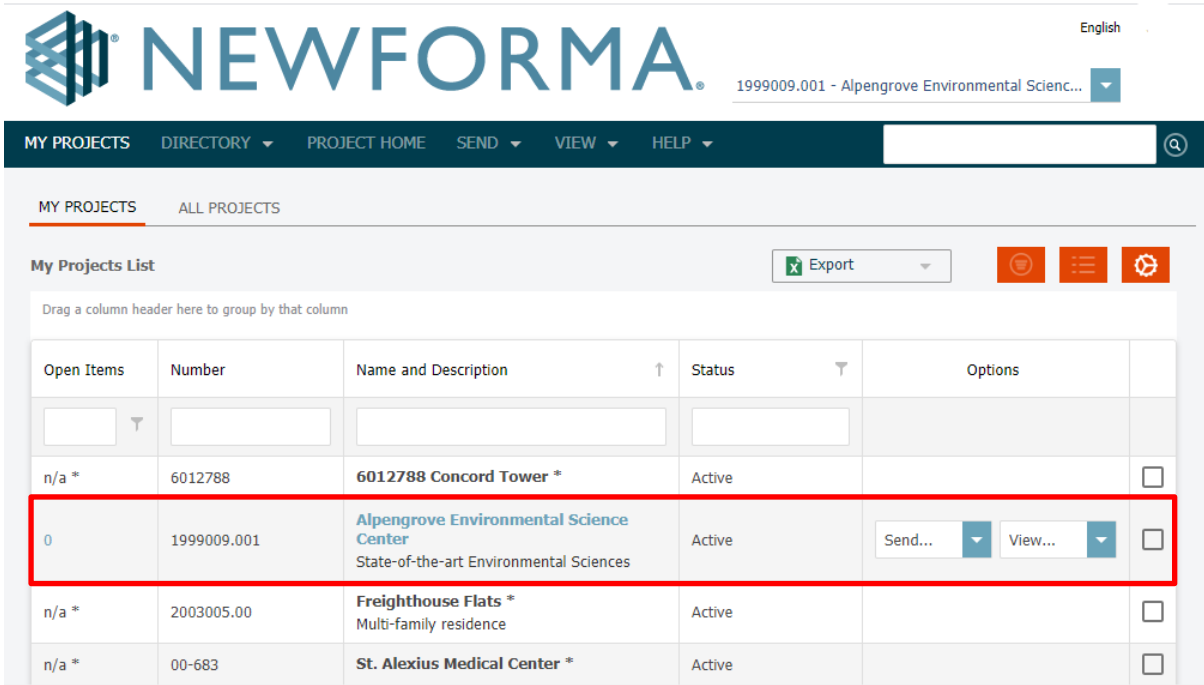 English
NEWFORMA®
1999009.001 - Alpengrove Environmental Scienc...
MY PROJECTS DIRECTORY PROJECT HOME SEND VIEW HELP
MY PROJECTS ALL PROJECTS
My Projects List Export
Drag a column header here to group by that column
Open Items Number Name and Description Status Options
n/a * 6012788 6012788 Concord Tower * Active
Alpengrove Environmental Science
0 1999009.001 Center Active Send... View...
State-of-the-art Environmental Sciences
Freighthouse Flats *
n/a * 2003005.00 Active
Multi-family residence
n/a * 00-683 St. Alexius Medical Center * Active